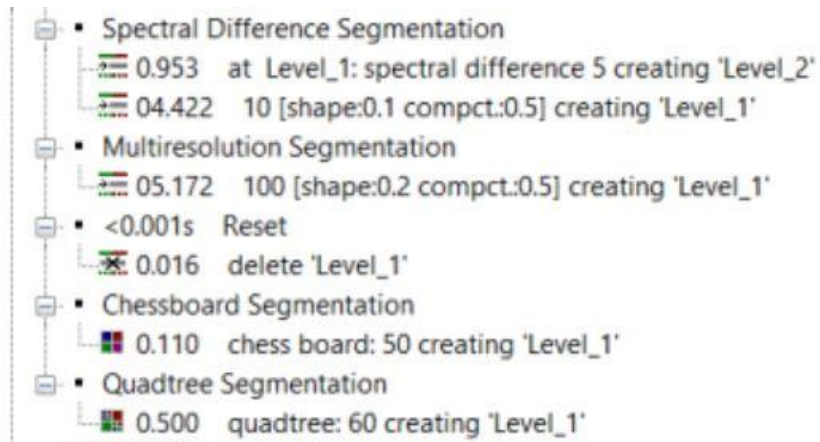 Spectral Difference Segmentation
0.953 at Level_1: spectral difference 5 creating 'Level_2'
04.422 10 [shape:0.1 compct.:0.5] creating 'Level_1'
Multiresolution Segmentation
05.172 100 [shape:0.2 compct.:0.5] creating 'Level_1'
<0.001s Reset
0.016 delete 'Level_1'
Chessboard Segmentation
0.110 chess board: 50 creating 'Level_1'
Quadtree Segmentation
0.500 quadtree: 60 creating 'Level_1'